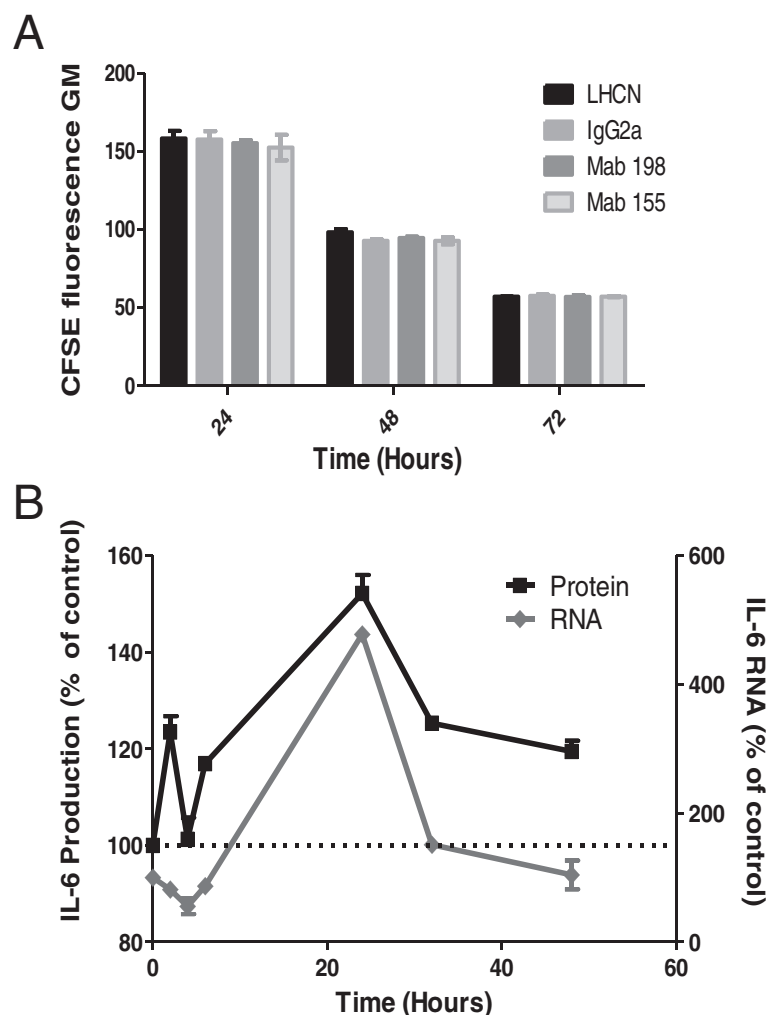 A
CFSE fluorescence GM
200
150
100
50
0
LHCN
IgG2a
Mab 198
Mab 155
24
48
72
Time (Hours)
B
IL-6 Production (% of control)
160
140
120
100
80
Protein
RNA
600
400
200
0
IL-6 RNA (% of control)
0
20
40
60
Time (Hours)